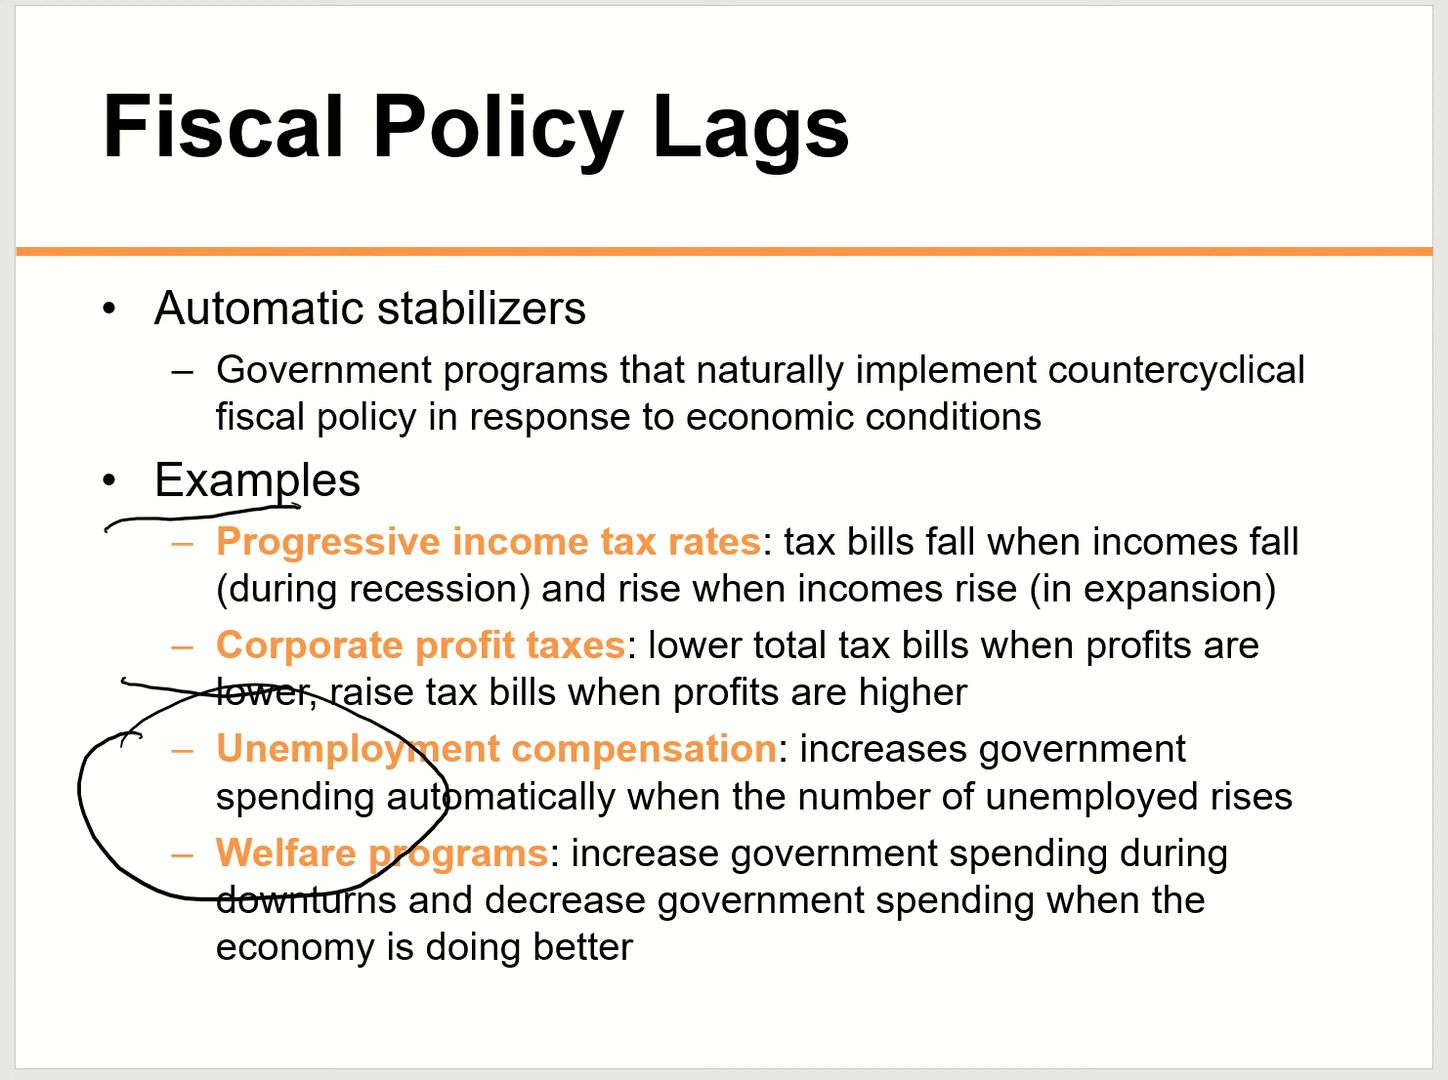 Fiscal Policy Lags
• Automatic stabilizers
– Government programs that naturally implement countercyclical
fiscal policy in response to economic conditions
• Examples
– Progressive income tax rates: tax bills fall when incomes fall
(during recession) and rise when incomes rise (in expansion)
– Corporate profit taxes: lower total tax bills when profits are
lower, raise tax bills when profits are higher
– Unemployment compensation: increases government
spending automatically when the number of unemployed rises
– Welfare programs: increase government spending during
downturns and decrease government spending when the
economy is doing better